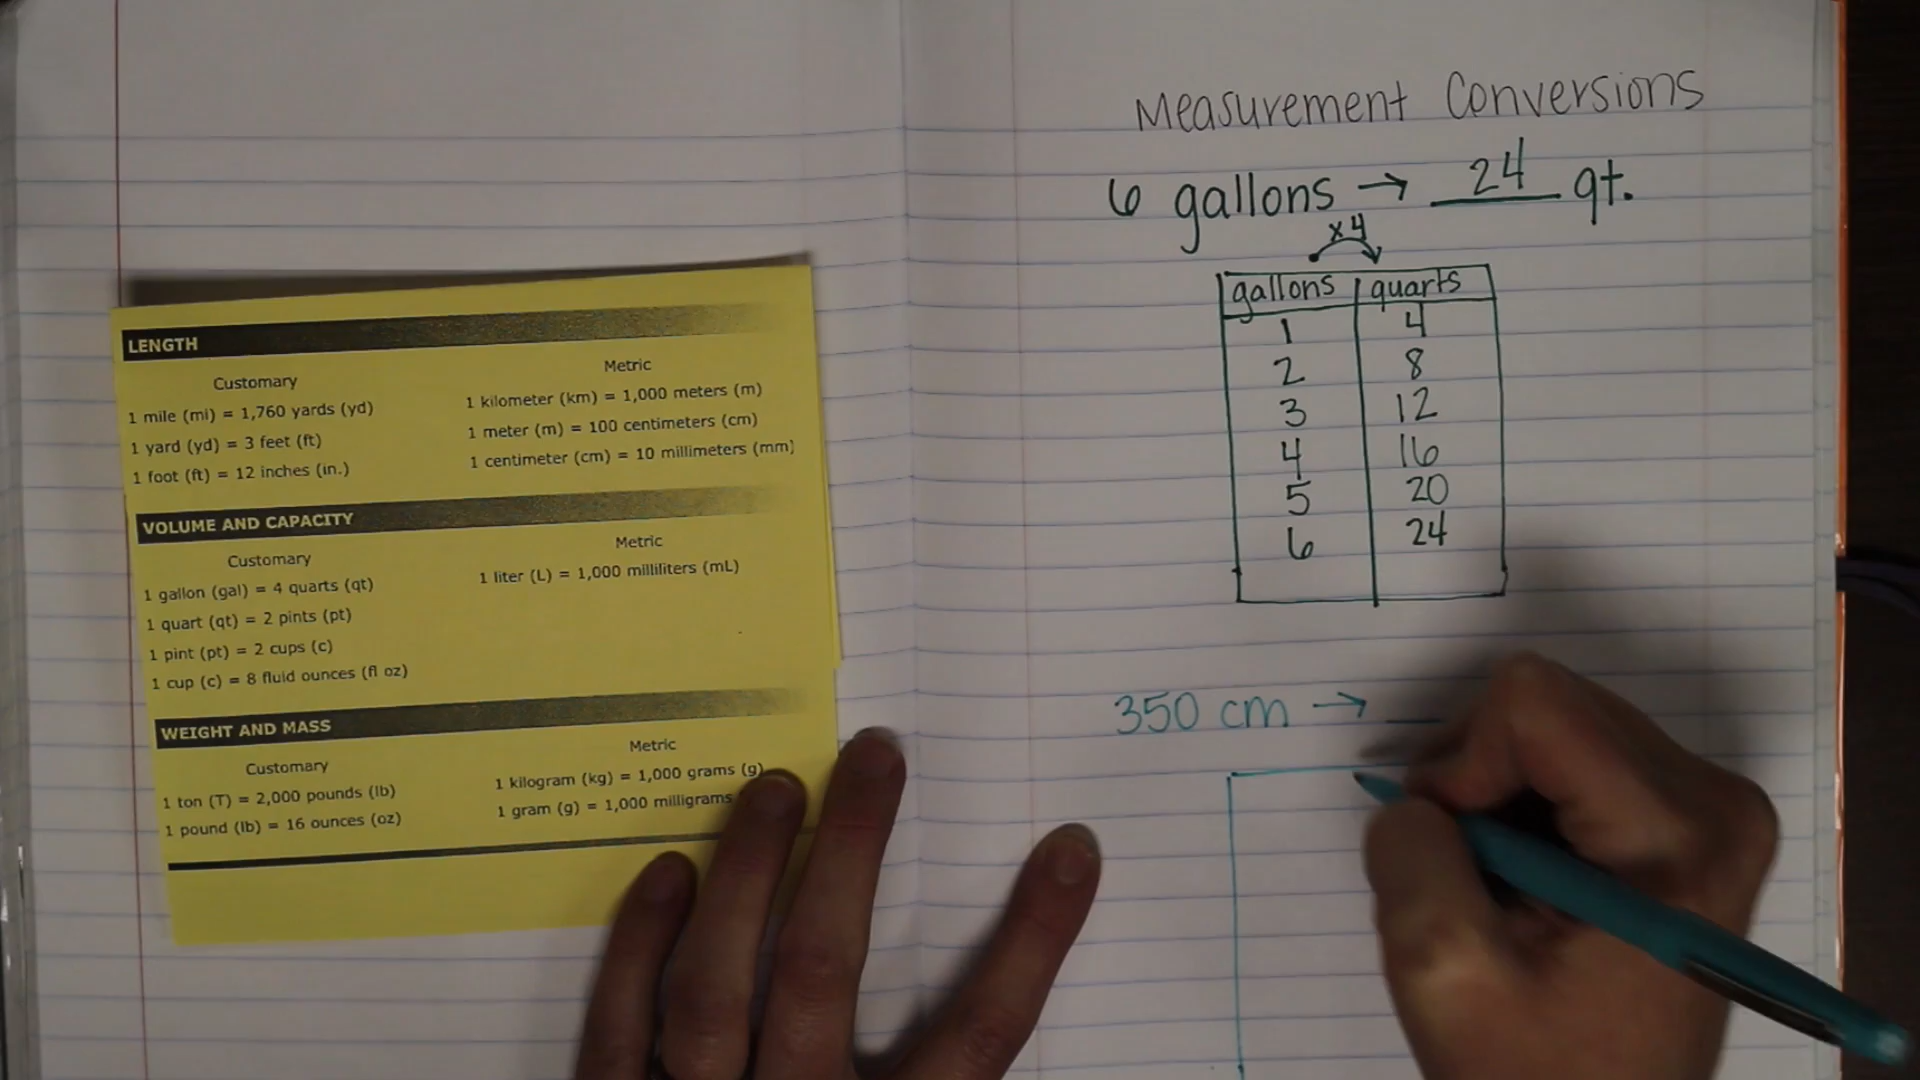 LENGTH
Customary
Metric
1 mile (mi) = 1,760 yards (yd)
1 kilometer (km) = 1,000 meters (m)
1 yard (yd) = 3 feet (ft)
1 meter (m) = 100 centimeters (cm)
1 foot (ft) = 12 inches (in.)
1 centimeter (cm) = 10 millimeters (mm)
VOLUME AND CAPACITY
Customary
Metric
1 gallon (gal) = 4 quarts (qt)
1 liter (L) = 1,000 milliliters (mL)
1 quart (qt) = 2 pints (pt)
1 pint (pt) = 2 cups (c)
1 cup (c) = 8 fluid ounces (fl oz)
WEIGHT AND MASS
Customary
Metric
1 ton (T) = 2,000 pounds (lb)
1 kilogram (kg) = 1,000 grams (g)
1 pound (lb) = 16 ounces (oz)
1 gram (g) = 1,000 milligrams
Measurement Conversions
6 gallons → 24 qt.
x4
gallons quarts
1 4
2 8
3 12
4 16
5 20
6 24
350 cm →